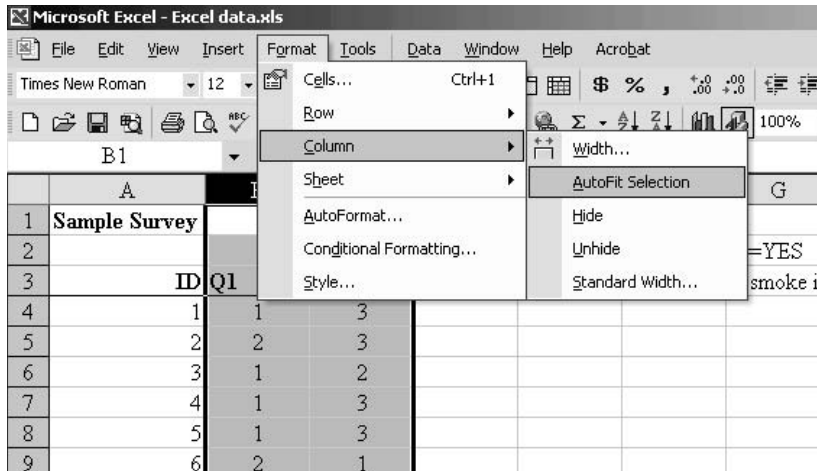 Microsoft Excel - Excel data.xls
File Edit View Insert Format Tools Data Window Help Acrobat
Times New Roman 12 Cells... Ctrl+1 $ % , .00 .00
Row ABC Σ 100%
B1 Column Width...
A Sheet AutoFit Selection G
1 Sample Survey AutoFormat... Hide
2 Conditional Formatting... Unhide =YES
3 ID Q1 Style... Standard Width... smoke i
4 1 1 3
5 2 2 3
6 3 1 2
7 4 1 3
8 5 1 3
9 6 2 1